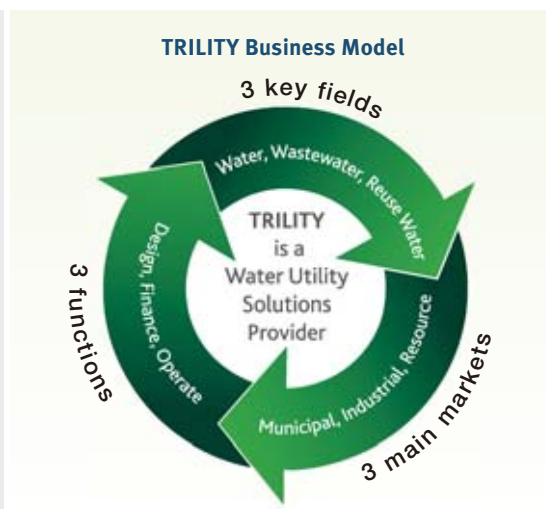 TRILITY Business Model
3 key fields
Water, Wastewater, Reuse Water
TRILITY
is a
Water Utility
Solutions
Provider
Municipal, Industrial, Resource
3 main markets
Design, Finance, Operate
3 functions